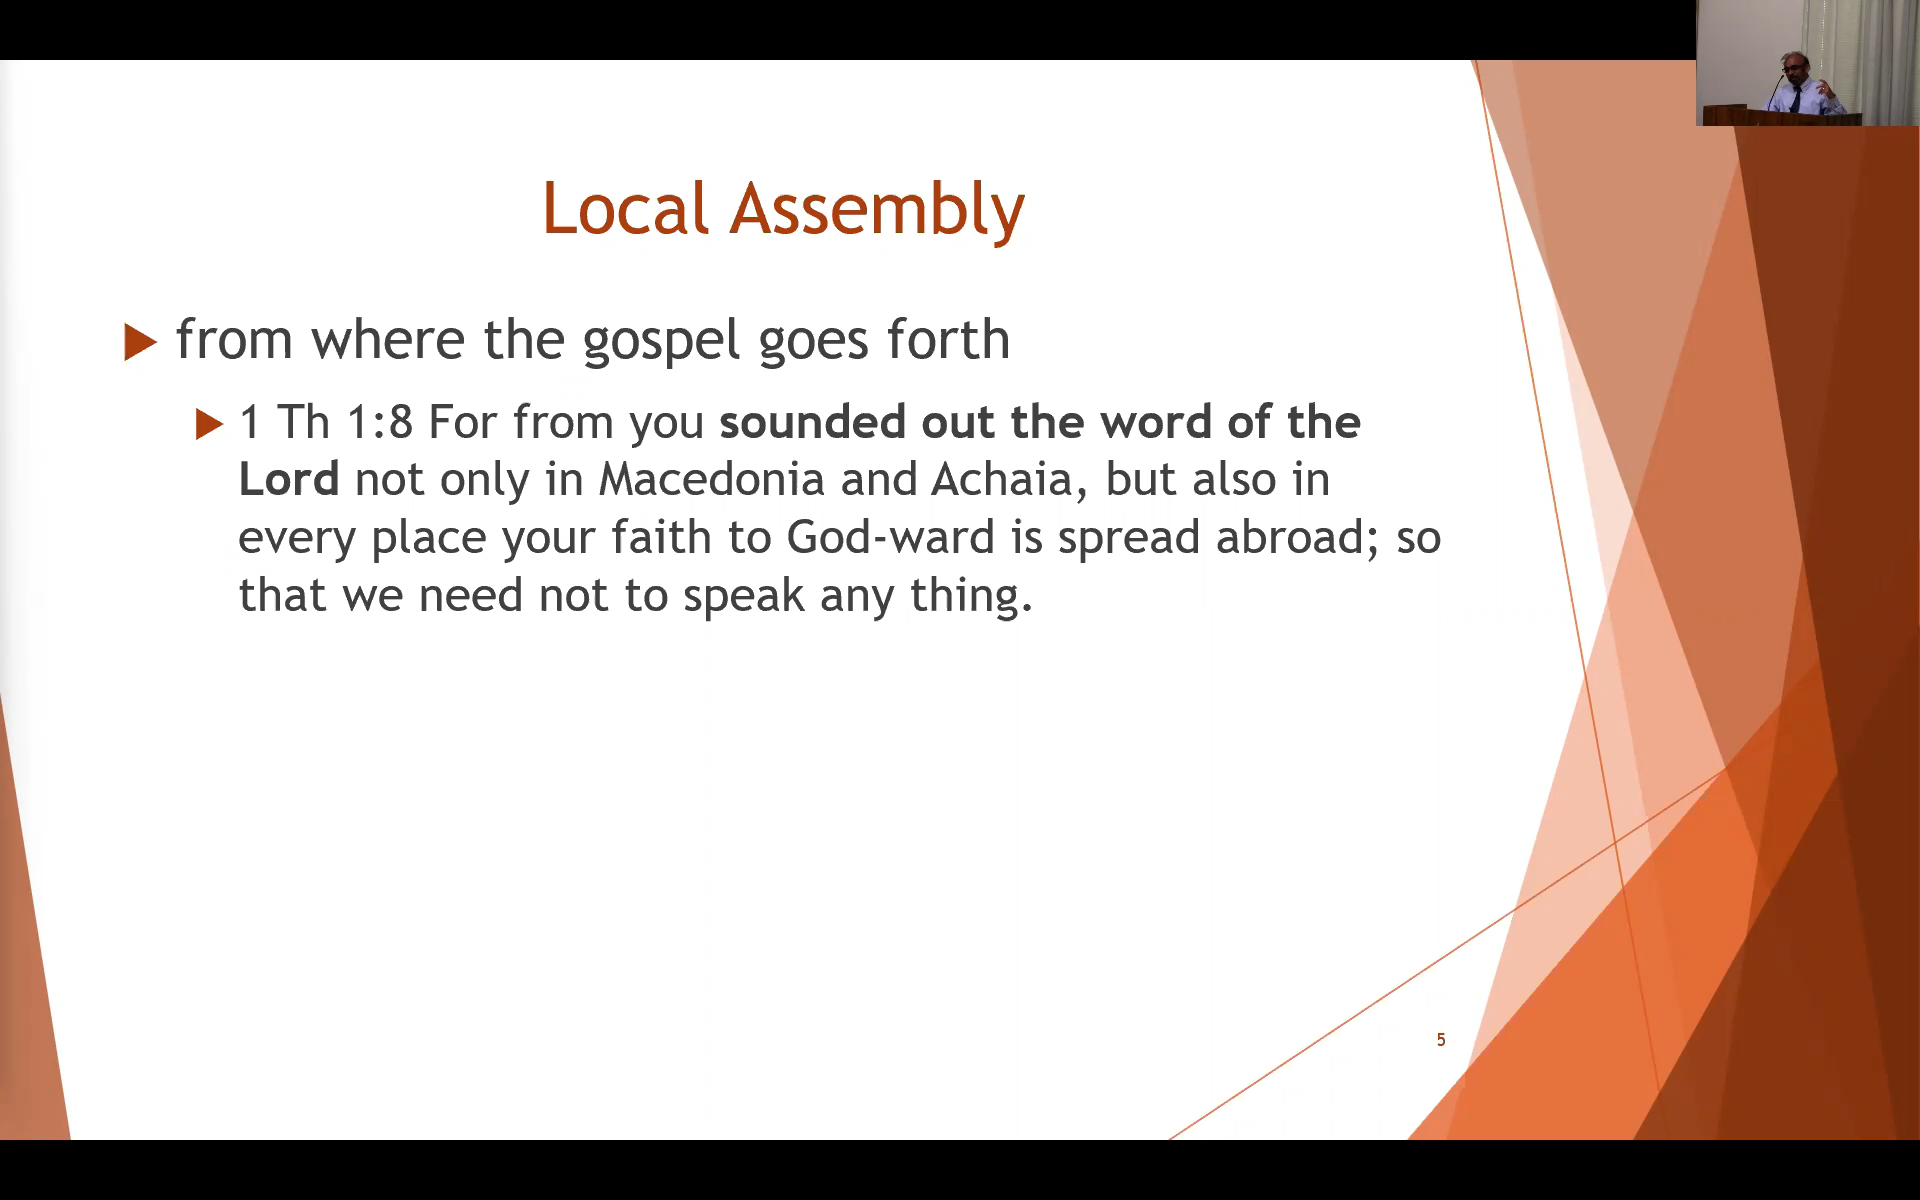 Local Assembly
from where the gospel goes forth
1 Th 1:8 For from you sounded out the word of the
Lord not only in Macedonia and Achaia, but also in
every place your faith to God-ward is spread abroad; so
that we need not to speak any thing.
5